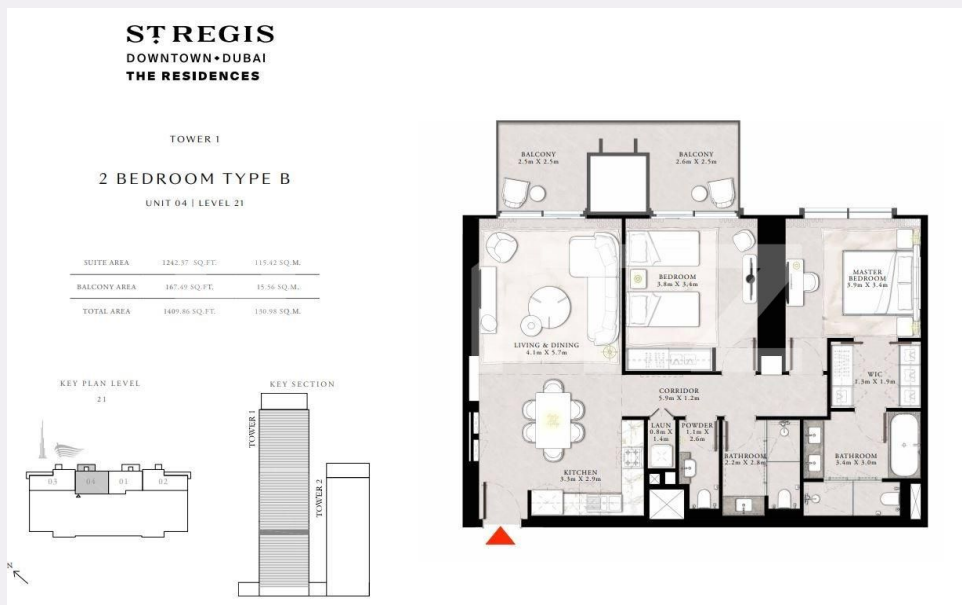 ST REGIS
DOWNTOWN DUBAI
THE RESIDENCES
TOWER 1
2 BEDROOM TYPE B
UNIT 04 | LEVEL 21
SUITE AREA 1242.37 SQ.FT. 115.42 SQ.M.
BALCONY AREA 167.49 SQ.FT. 15.56 SQ.M.
TOTAL AREA 1409.86 SQ.FT. 130.98 SQ.M.
KEY PLAN LEVEL
21
03 04 01 02
N
KEY SECTION
TOWER 1
TOWER 2
BALCONY
2.5m X 2.5m
BALCONY
2.6m X 2.5m
BEDROOM
3.8m X 3.4m
MASTER
BEDROOM
3.9m X 3.4m
LIVING & DINING
4.1m X 5.7m
WIC
1.5m X 1.9m
CORRIDOR
5.9m X 1.2m
LAUN
0.8m X
1.4m
POWDER
1.1m X
2.6m
BATHROOM
2.2m X 2.8m
BATHROOM
3.4m X 3.0m
KITCHEN
3.3m X 2.9m